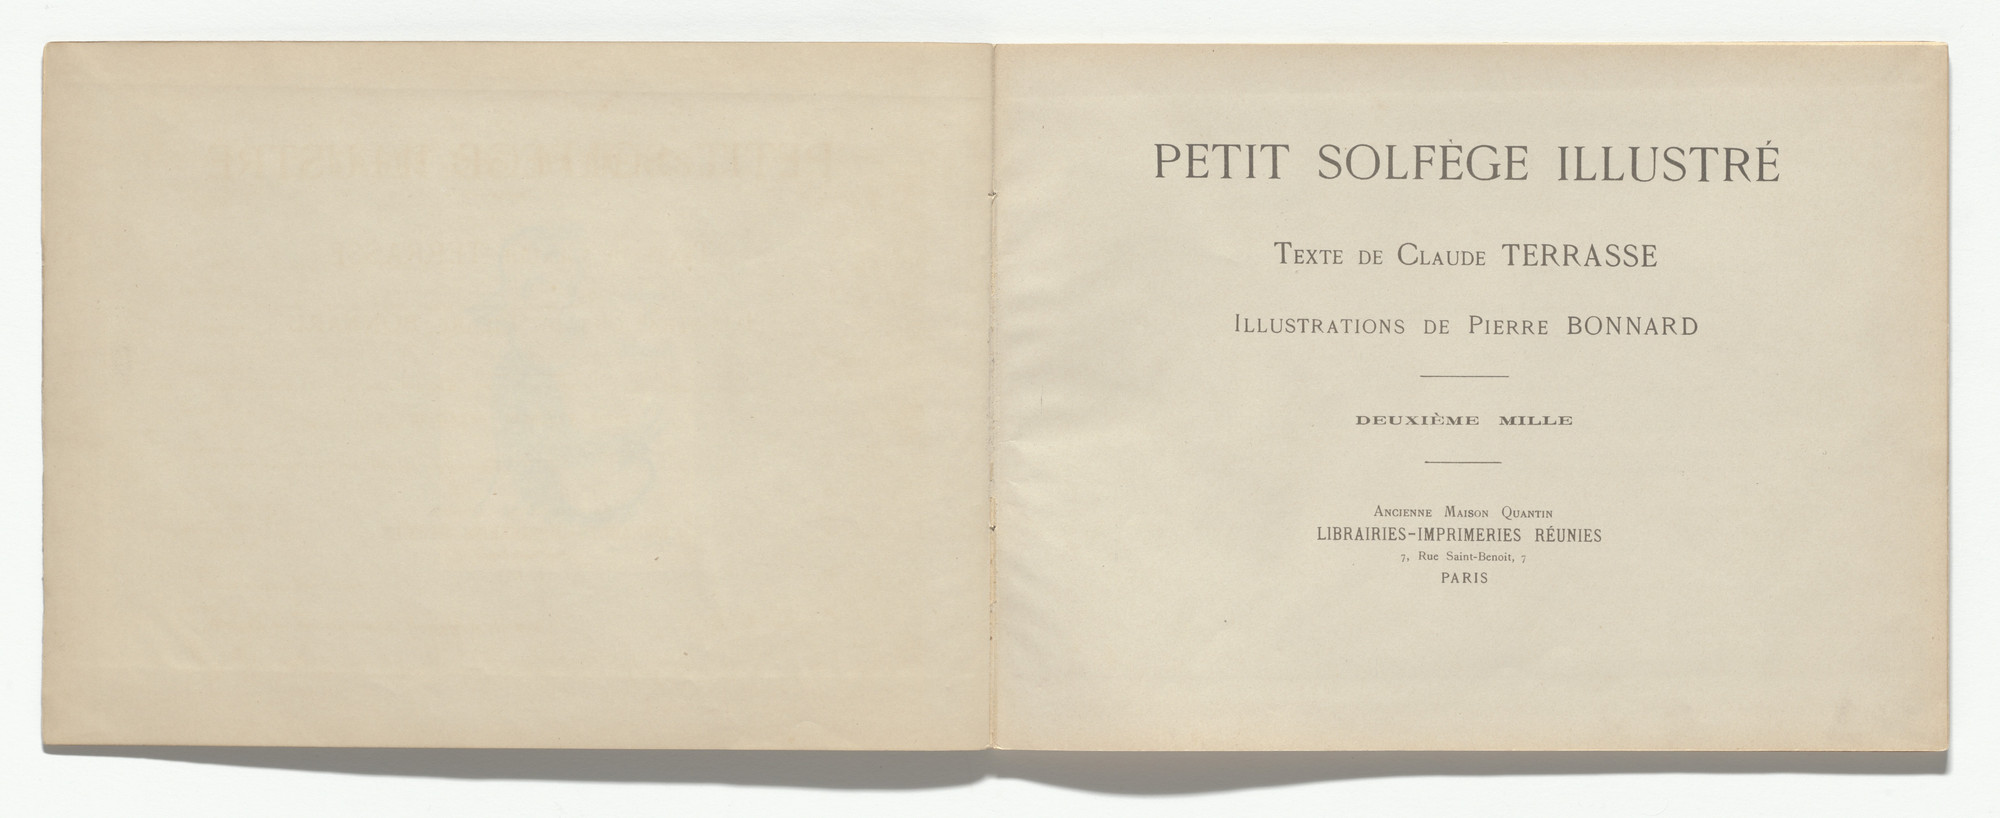 PETIT SOLFÈGE ILLUSTRÉ
TEXTE DE CLAUDE TERRASSE
ILLUSTRATIONS DE PIERRE BONNARD
DEUXIÈME MILLE
ANCIENNE MAISON QUANTIN
LIBRAIRIES-IMPRIMERIES RÉUNIES
7, Rue Saint-Benoit, 7
PARIS